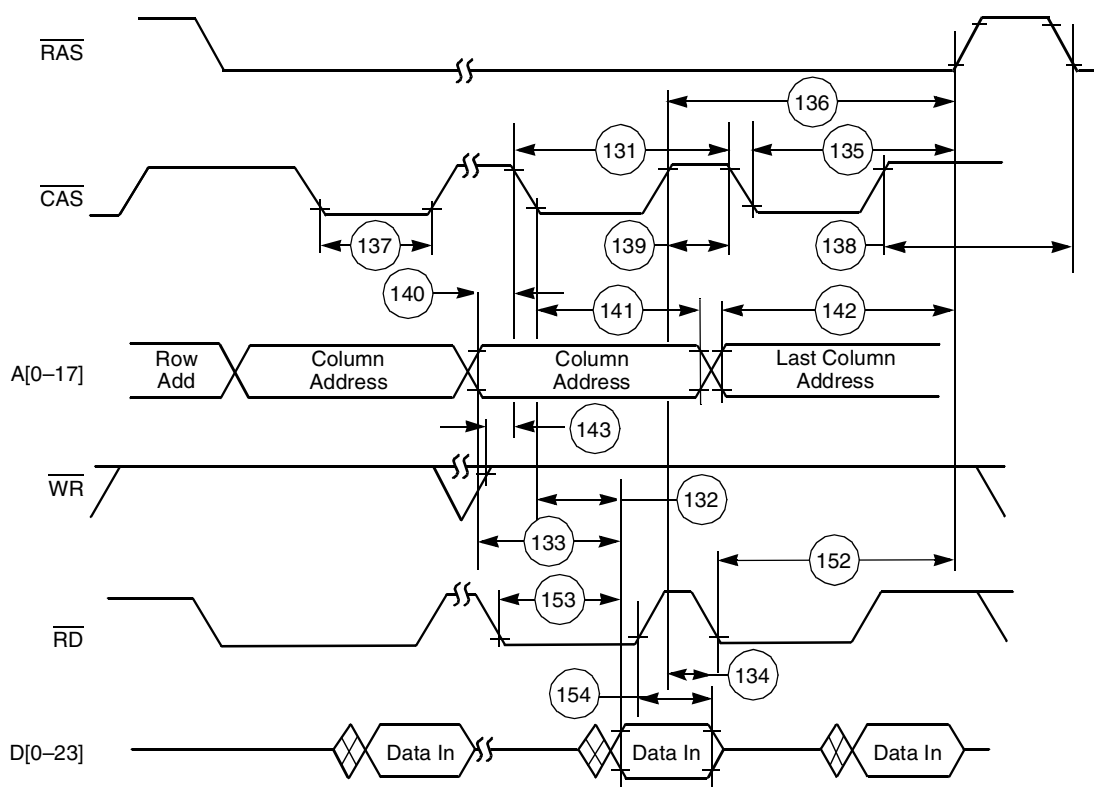 RAS
136
131
135
CAS
137
139
138
140
141
142
A[0–17]
Row
Add
Column
Address
Column
Address
Last Column
Address
143
WR
132
133
152
153
RD
134
154
D[0–23]
Data In
Data In
Data In